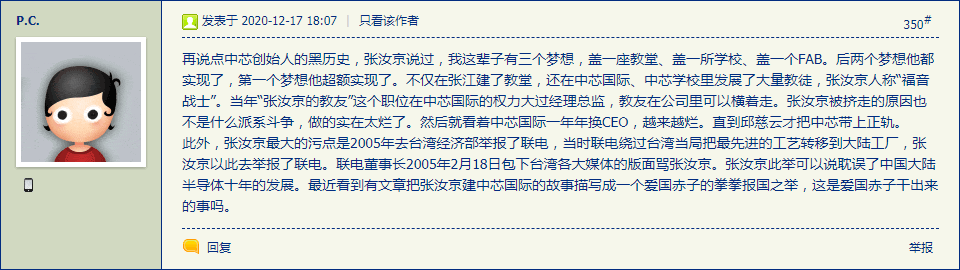 P.C.
发表于 2020-12-17 18:07 | 只看该作者
350#
再说点中芯创始人的黑历史，张汝京说过，我这辈子有三个梦想，盖一座教堂、盖一所学校、盖一个FAB。后两个梦想他都
实现了，第一个梦想他超额实现了。不仅在张江建了教堂，还在中芯国际、中芯学校里发展了大量教徒，张汝京人称“福音
战士”。当年“张汝京的教友”这个职位在中芯国际的权力大过经理总监，教友在公司里可以横着走。张汝京被挤走的原因也
不是什么派系斗争，做的实在太烂了。然后就看着中芯国际一年年换CEO，越来越烂。直到邱慈云才把中芯带上正轨。
此外，张汝京最大的污点是2005年去台湾经济部举报了联电，当时联电绕过台湾当局把最先进的工艺转移到大陆工厂，张
汝京以此去举报了联电。联电董事长2005年2月18日包下台湾各大媒体的版面骂张汝京。张汝京此举可以说耽误了中国大陆
半导体十年的发展。最近看到有文章把张汝京建中芯国际的故事描写成一个爱国赤子的拳拳报国之举，这是爱国赤子干出来
的事吗。
回复
举报